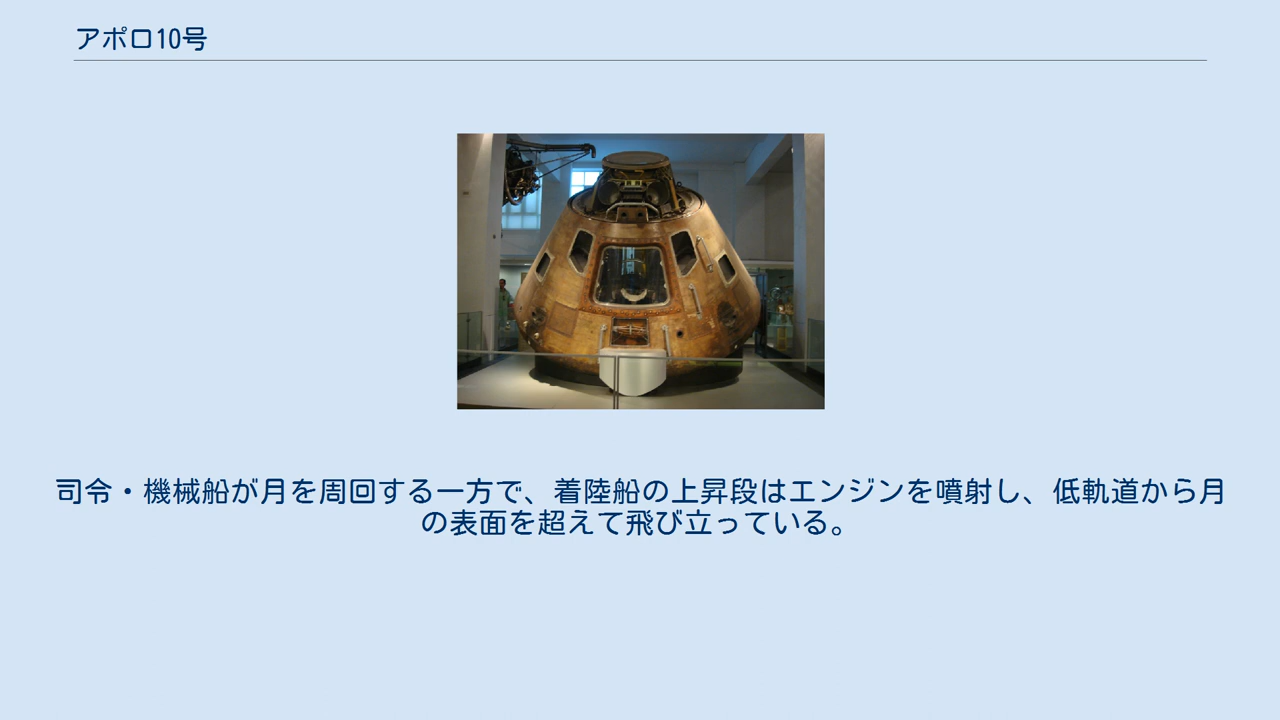 アポロ10号
司令・機械船が月を周回する一方で、着陸船の上昇段はエンジンを噴射し、低軌道から月
の表面を超えて飛び立っている。